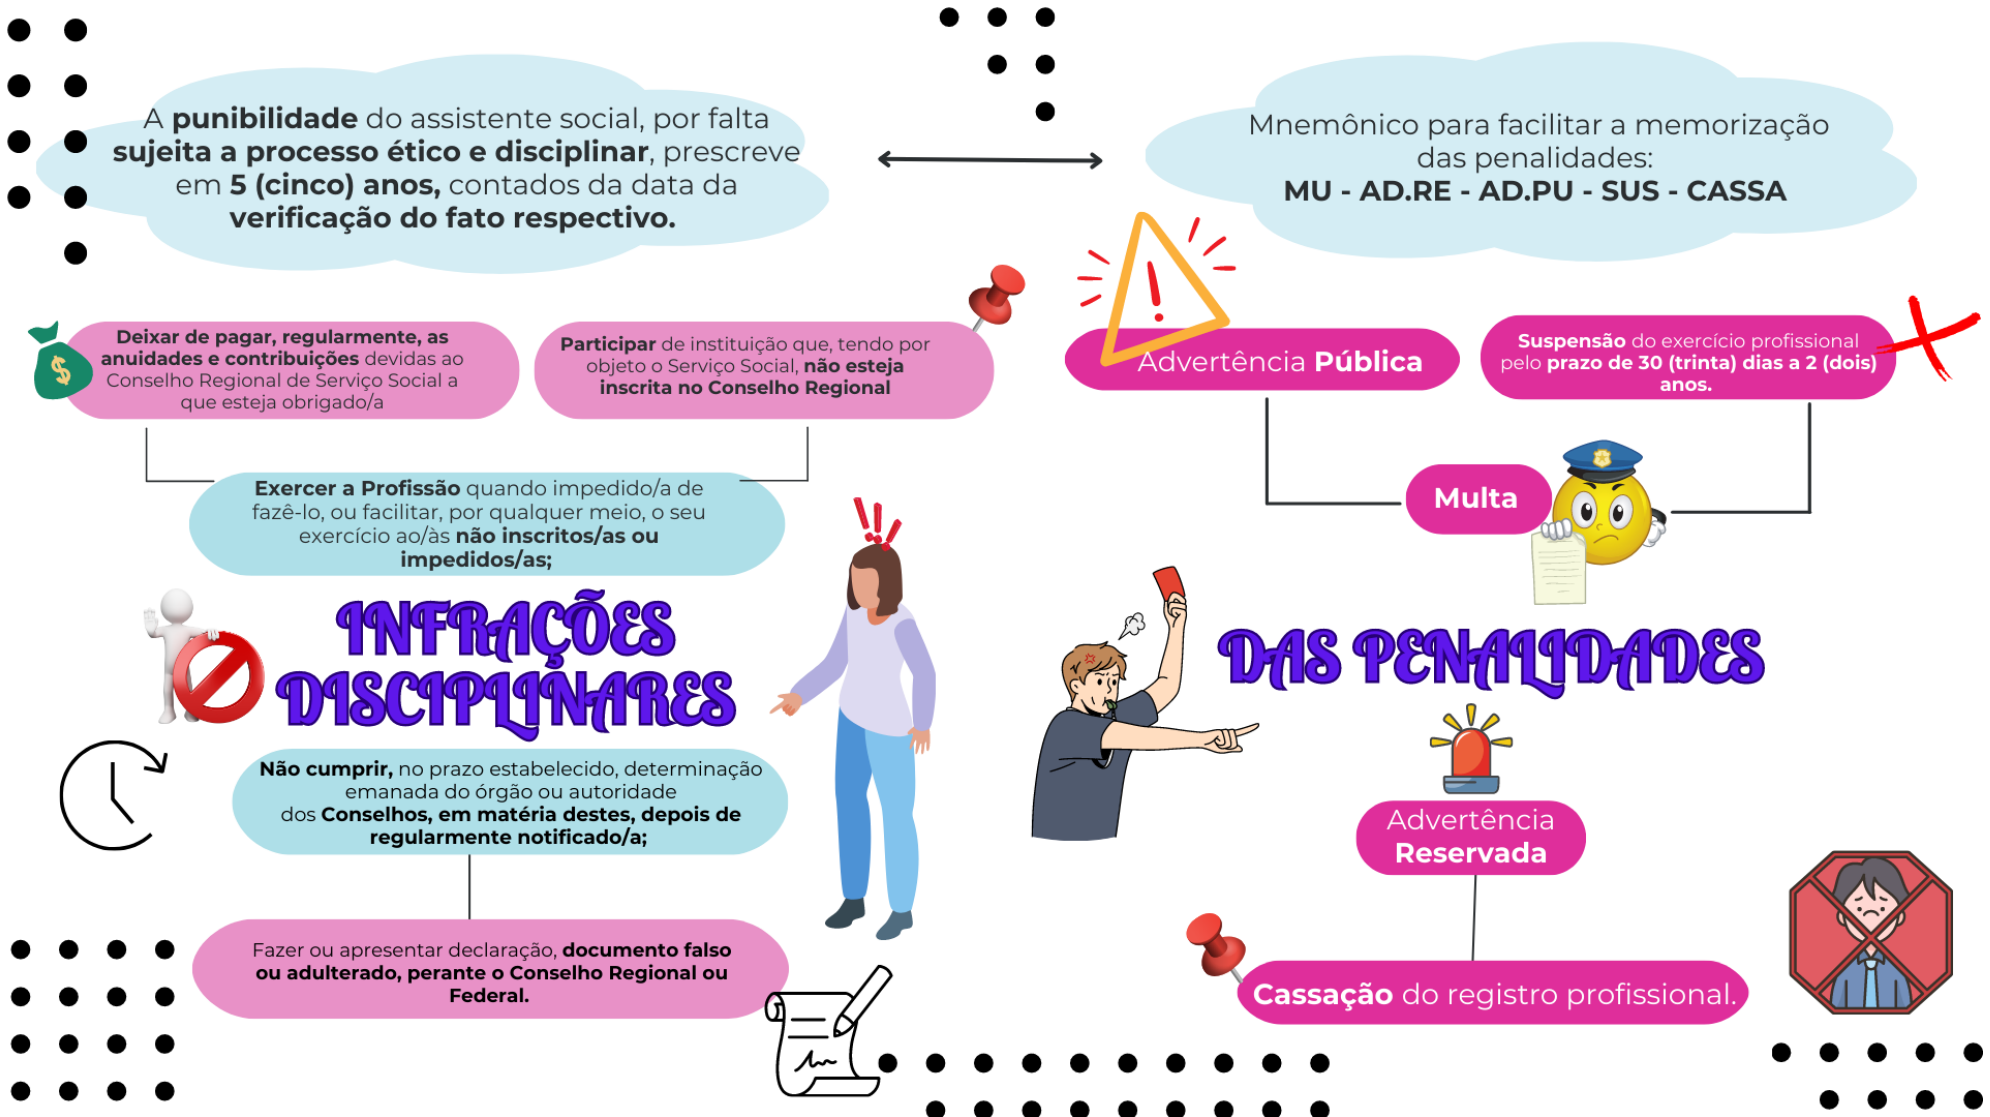 A punibilidade do assistente social, por falta
sujeita a processo ético e disciplinar, prescreve
em 5 (cinco) anos, contados da data da
verificação do fato respectivo.
Mnemônico para facilitar a memorização
das penalidades:
MU - AD.RE - AD.PU - SUS - CASSA
Deixar de pagar, regularmente, as
anuidades e contribuições devidas ao
Conselho Regional de Serviço Social a
que esteja obrigado/a
Participar de instituição que, tendo por
objeto o Serviço Social, não esteja
inscrita no Conselho Regional
Exercer a Profissão quando impedido/a de
fazê-lo, ou facilitar, por qualquer meio, o seu
exercício ao/às não inscritos/as ou
impedidos/as;
INFRAÇÕES
DISCIPLINARES
Não cumprir, no prazo estabelecido, determinação
emanada do órgão ou autoridade
dos Conselhos, em matéria destes, depois de
regularmente notificado/a;
Fazer ou apresentar declaração, documento falso
ou adulterado, perante o Conselho Regional ou
Federal.
Advertência Pública
Suspensão do exercício profissional
pelo prazo de 30 (trinta) dias a 2 (dois)
anos.
Multa
DAS PENALIDADES
Advertência
Reservada
Cassação do registro profissional.